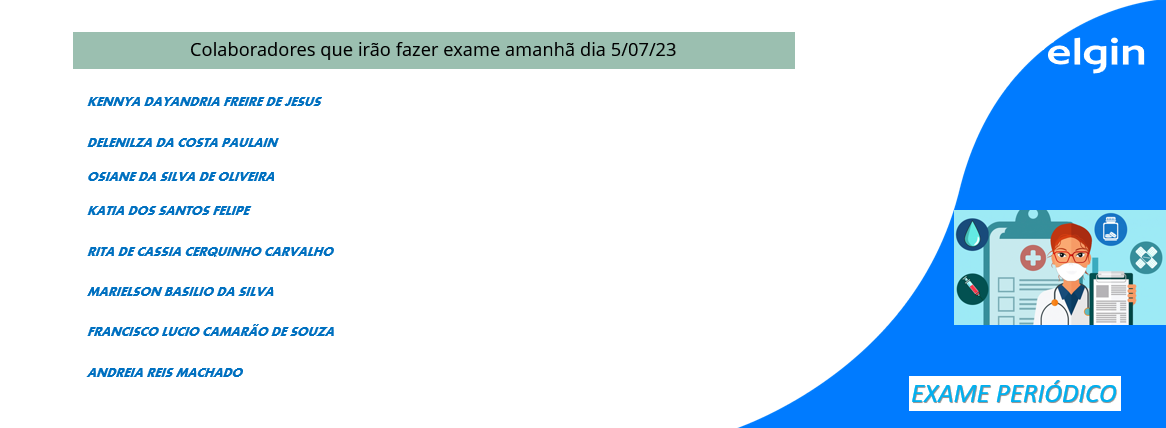 Colaboradores que irão fazer exame amanhã dia 5/07/23
elgin
KENNYA DAYANDRIA FREIRE DE JESUS
DELENILZA DA COSTA PAULAIN
OSIANE DA SILVA DE OLIVEIRA
KATIA DOS SANTOS FELIPE
RITA DE CASSIA CERQUINHO CARVALHO
MARIELSON BASILIO DA SILVA
FRANCISCO LUCIO CAMARÃO DE SOUZA
ANDREIA REIS MACHADO
EXAME PERIÓDICO